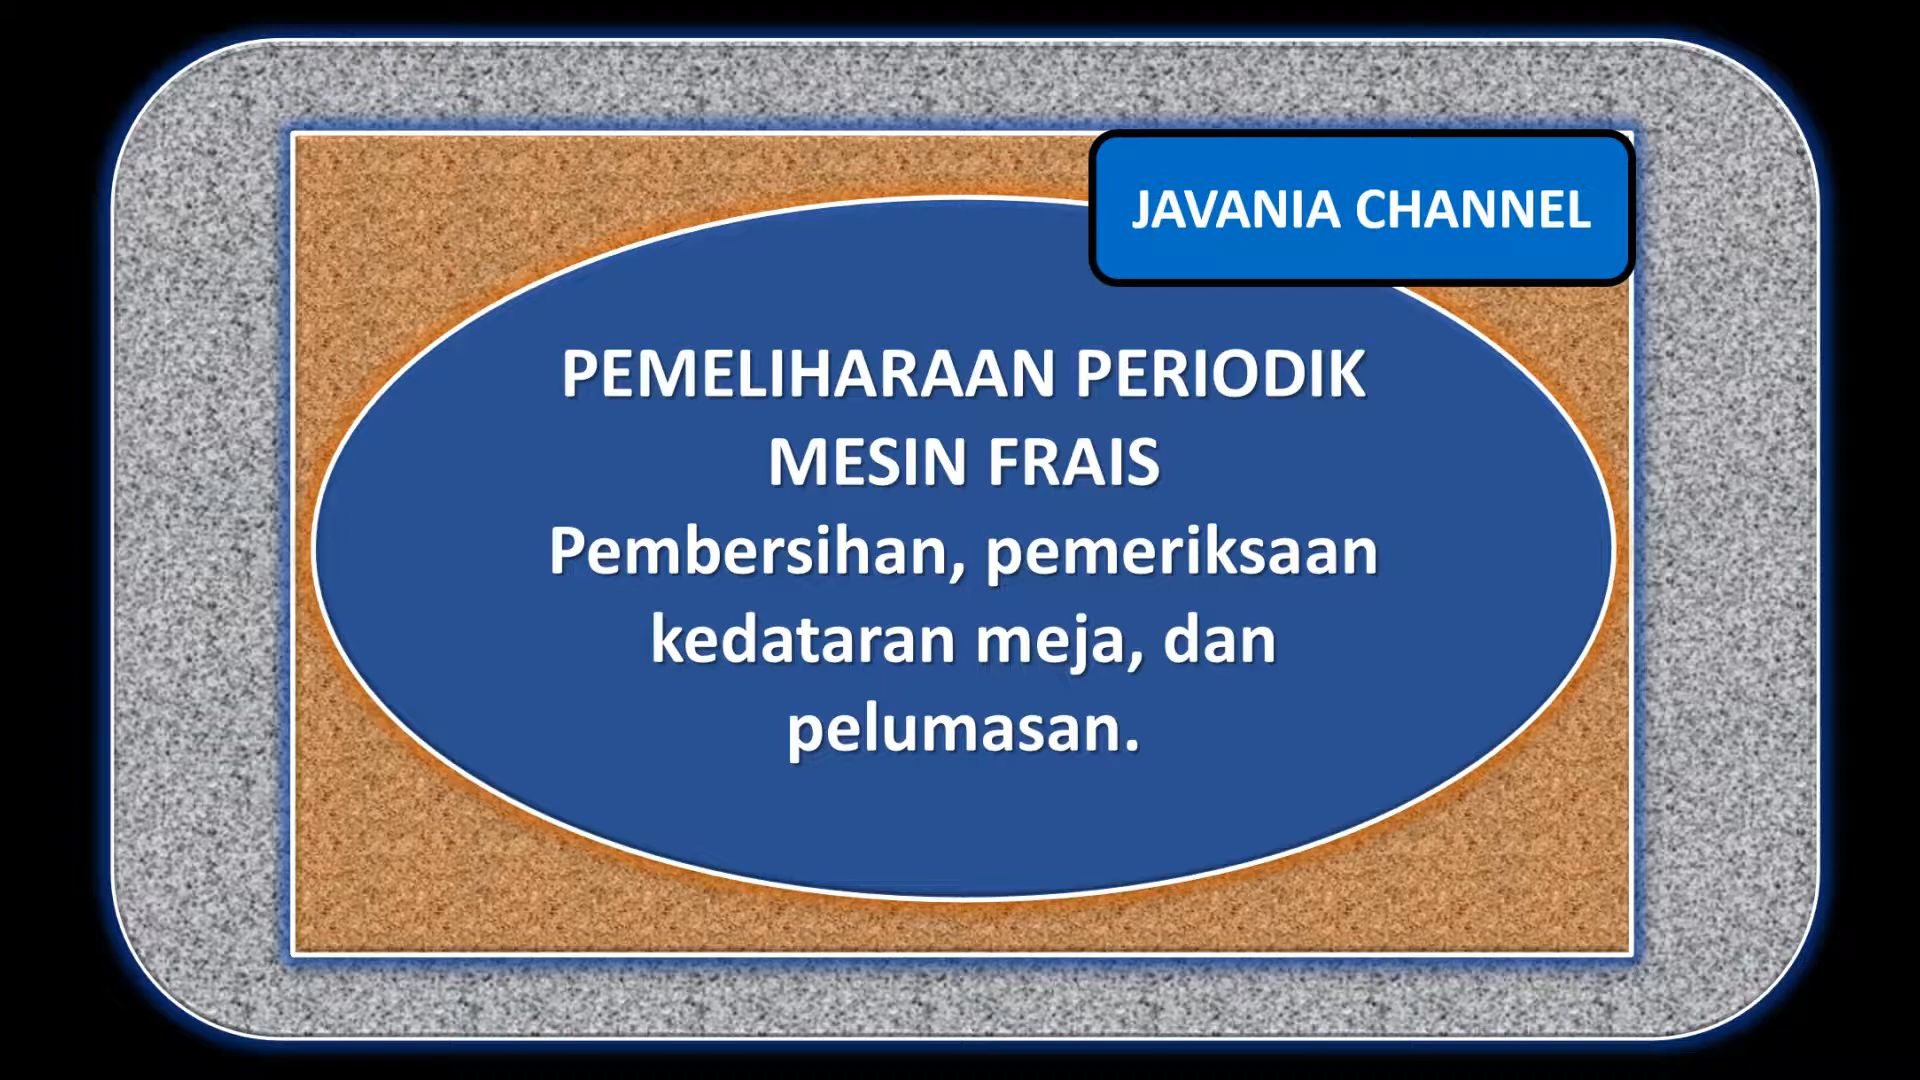 JAVANIA CHANNEL
PEMELIHARAAN PERIODIK
MESIN FRAIS
Pembersihan, pemeriksaan
kedataran meja, dan
pelumasan.